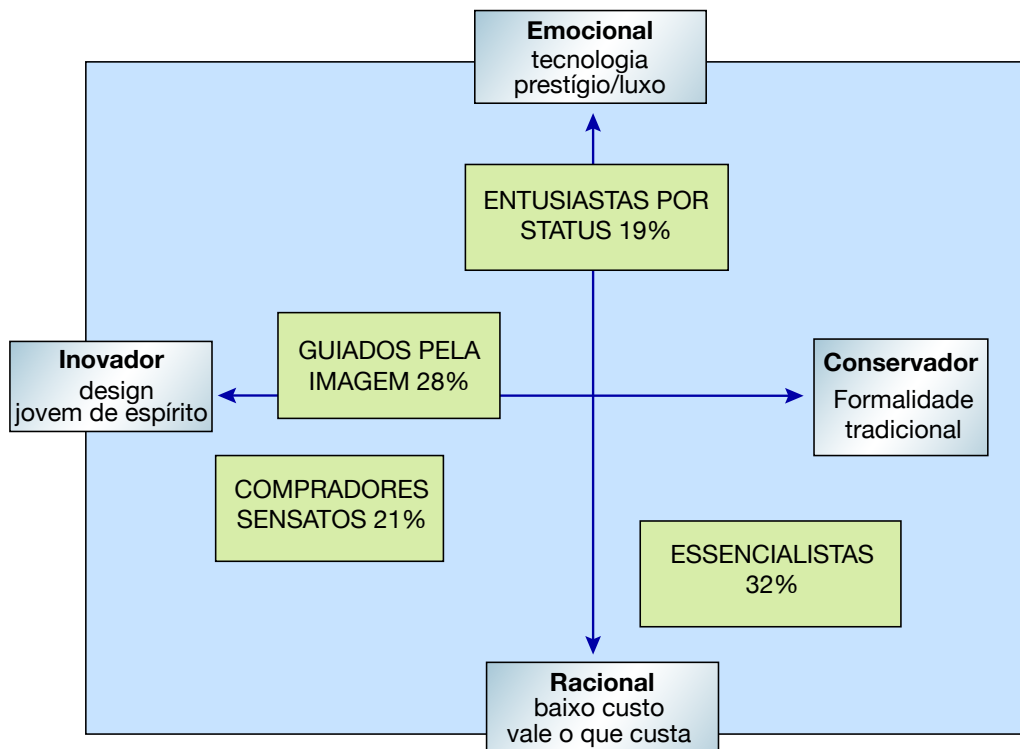 Emocional
tecnologia
prestígio/luxo
ENTUSIASTAS POR
STATUS 19%
GUIADOS PELA
IMAGEM 28%
Inovador
design
jovem de espírito
Conservador
Formalidade
tradicional
COMPRADORES
SENSATOS 21%
ESSENCIALISTAS
32%
Racional
baixo custo
vale o que custa